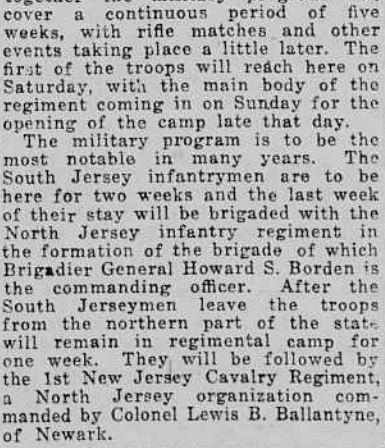 together the military program will
cover a continuous period of five
weeks, with rifle matches and other
events taking place a little later. The
first of the troops will reach here on
Saturday, with the main body of the
regiment coming in on Sunday for the
opening of the camp late that day.
The military program is to be the
most notable in many years. The
South Jersey infantrymen are to be
here for two weeks and the last week
of their stay will be brigaded with the
North Jersey infantry regiment in
the formation of the brigade of which
Brigadier General Howard S. Borden is
the commanding officer. After the
South Jerseymen leave the troops
from the northern part of the state
will remain in regimental camp for
one week. They will be followed by
the 1st New Jersey Cavalry Regiment,
a North Jersey organization com-
manded by Colonel Lewis B. Ballantyne,
of Newark.